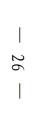 — 26 —